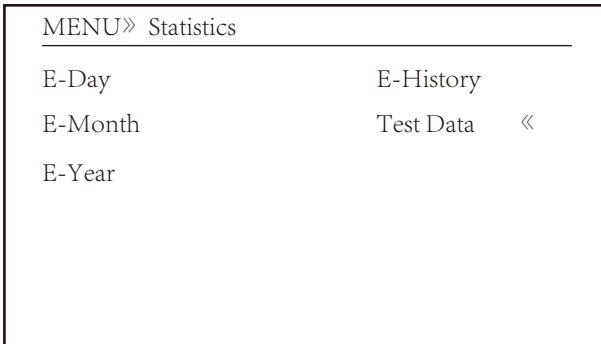 MENU》 Statistics
E-Day E-History
E-Month Test Data 《
E-Year